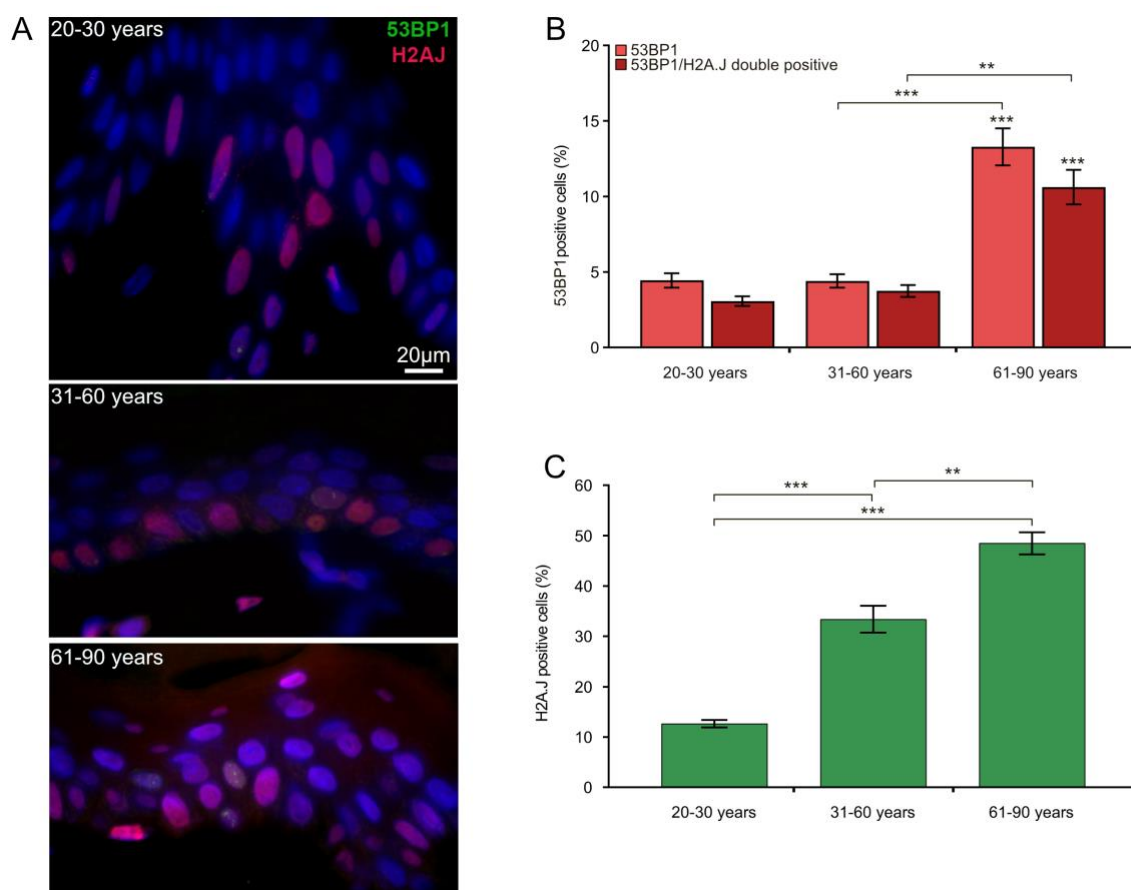 A
20-30 years
53BP1
H2AJ
20µm
31-60 years
61-90 years
B
53BP1 positive cells (%)
20
15
10
5
0
53BP1
53BP1/H2A.J double positive
**
***
***
***
20-30 years
31-60 years
61-90 years
C
H2A.J positive cells (%)
60
50
40
30
20
10
0
**
***
***
20-30 years
31-60 years
61-90 years